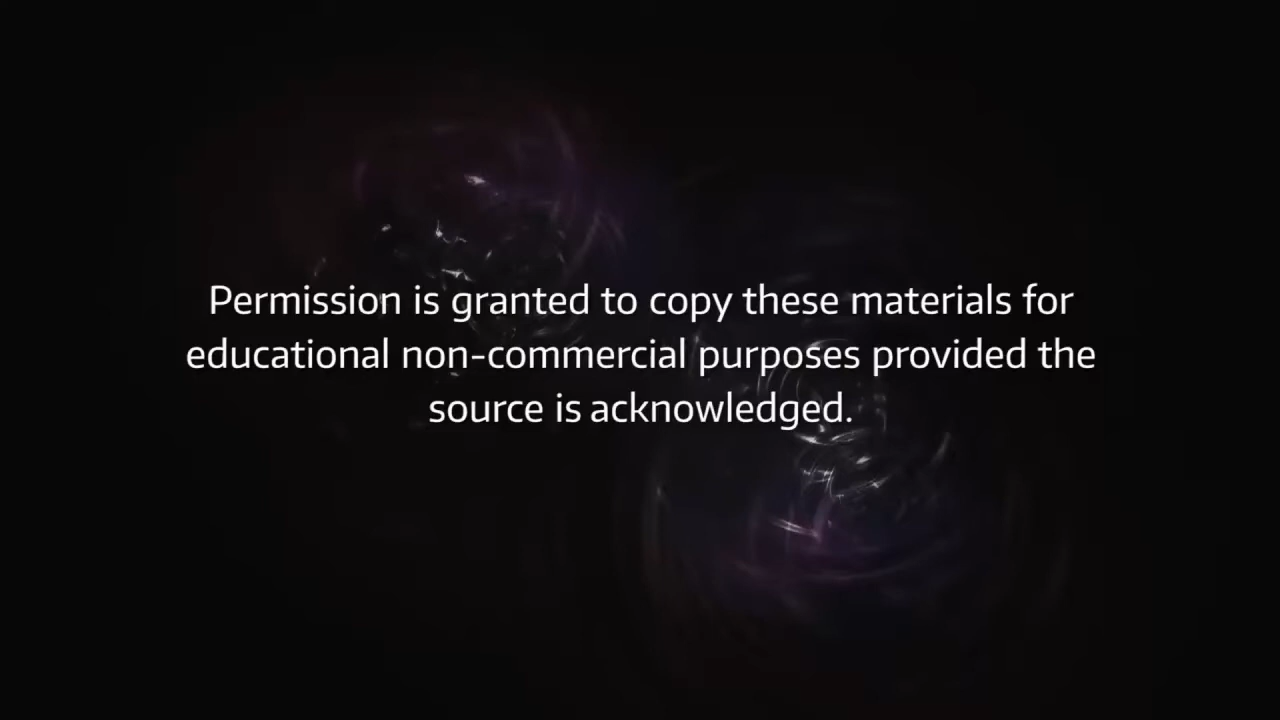 Permission is granted to copy these materials for
educational non-commercial purposes provided the
source is acknowledged.